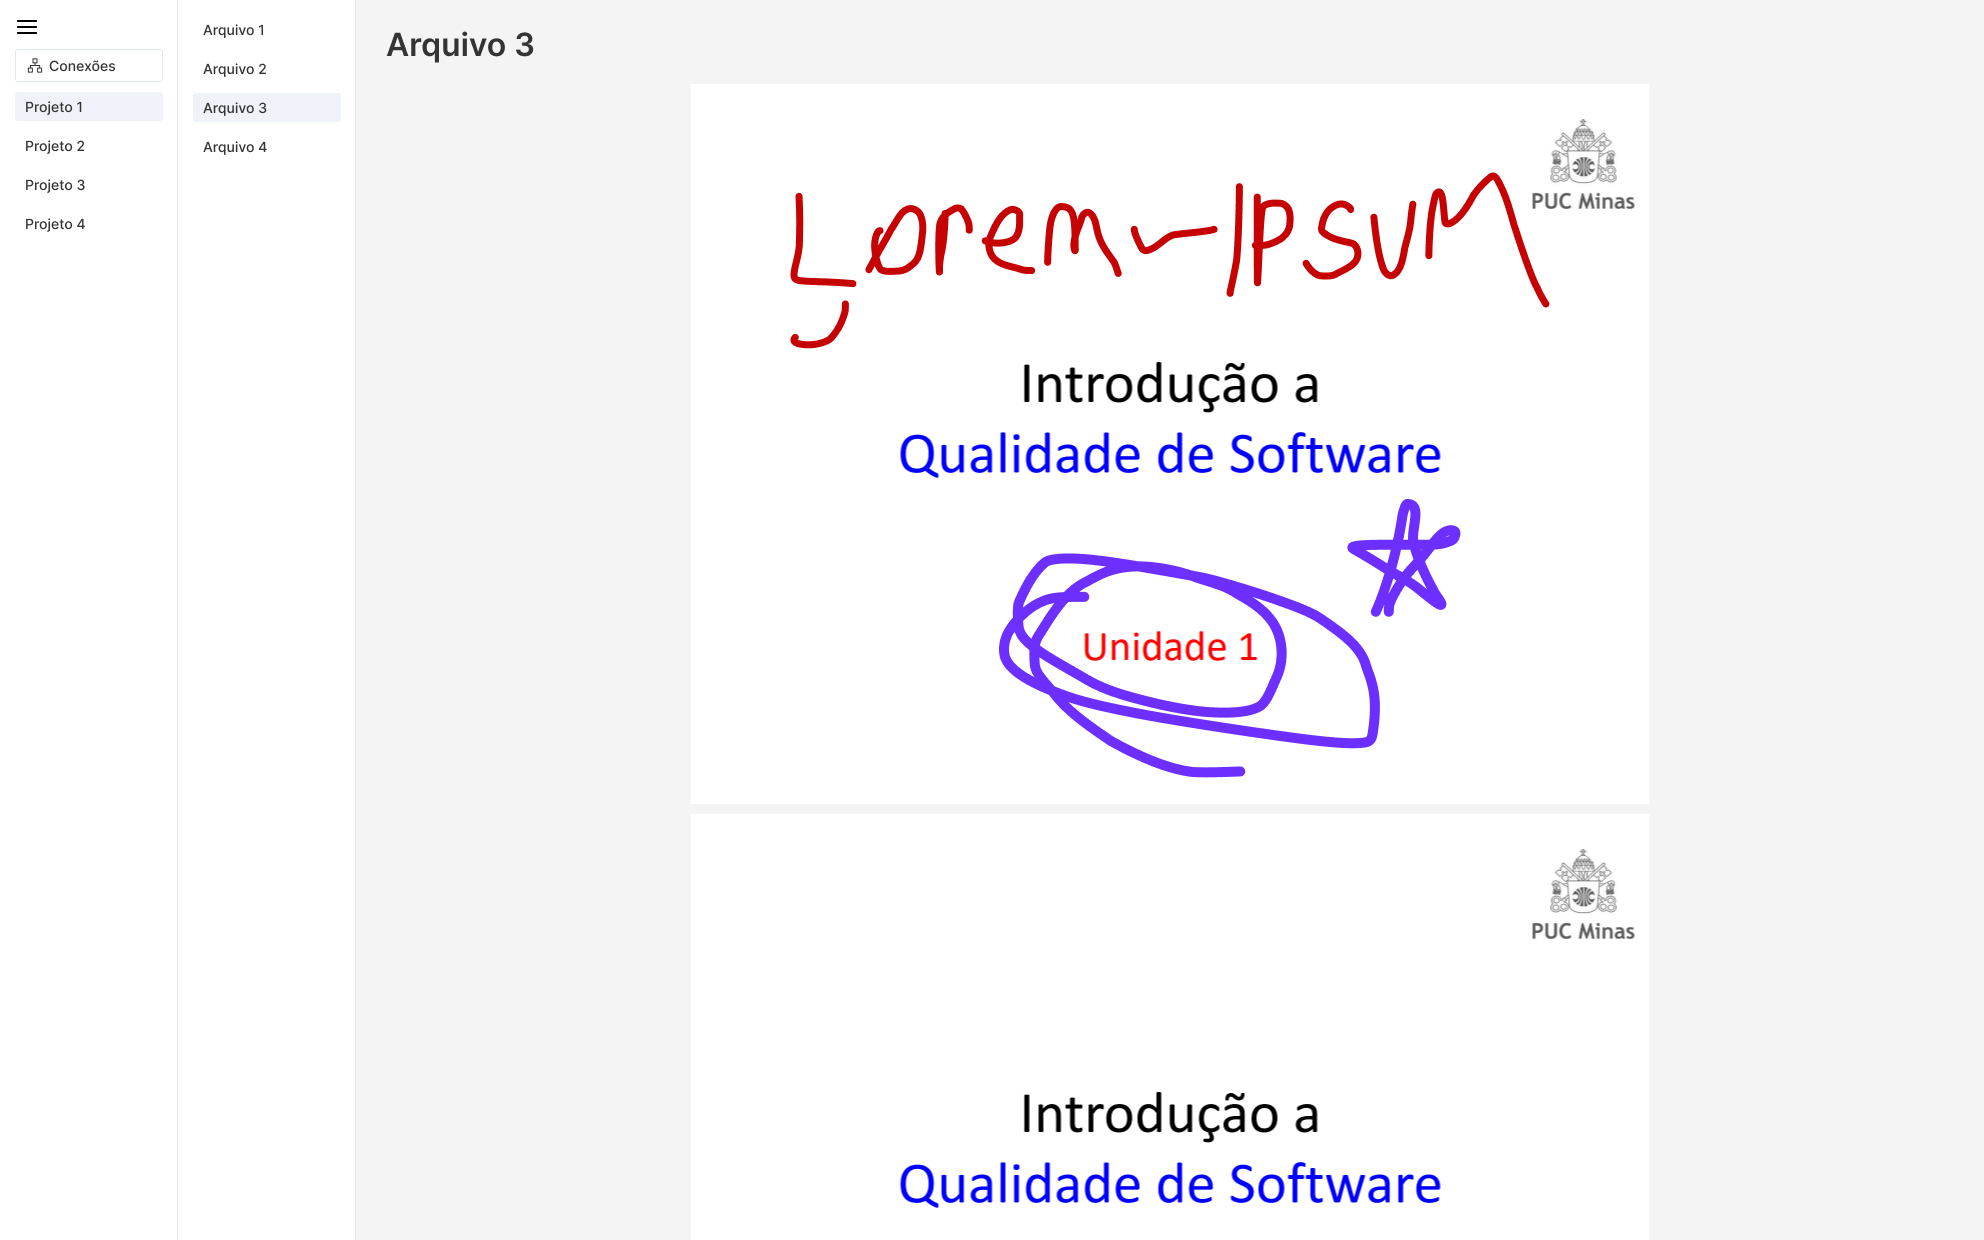 Conexões
Projeto 1
Projeto 2
Projeto 3
Projeto 4
Arquivo 1
Arquivo 2
Arquivo 3
Arquivo 4
Arquivo 3
PUC Minas
Lorem Ipsum
Introdução a
Qualidade de Software
Unidade 1
PUC Minas
Introdução a
Qualidade de Software